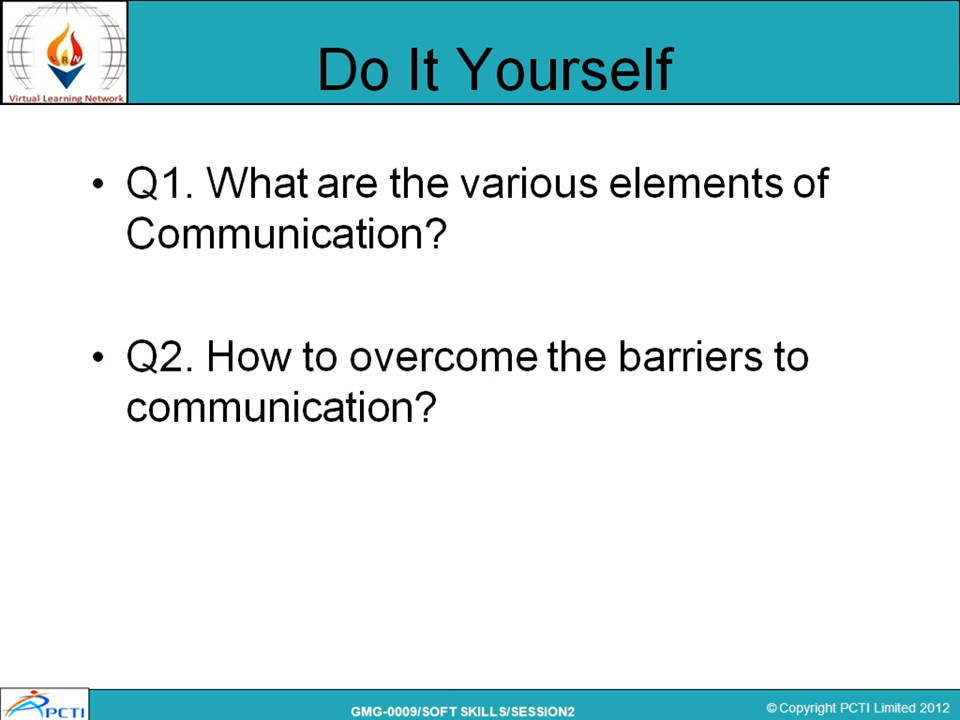 RN
Virtual Learning Network
Do It Yourself
• Q1. What are the various elements of
Communication?
• Q2. How to overcome the barriers to
communication?
PCTI
GMG-0009/SOFT SKILLS/SESSION2
© Copyright PCTI Limited 2012